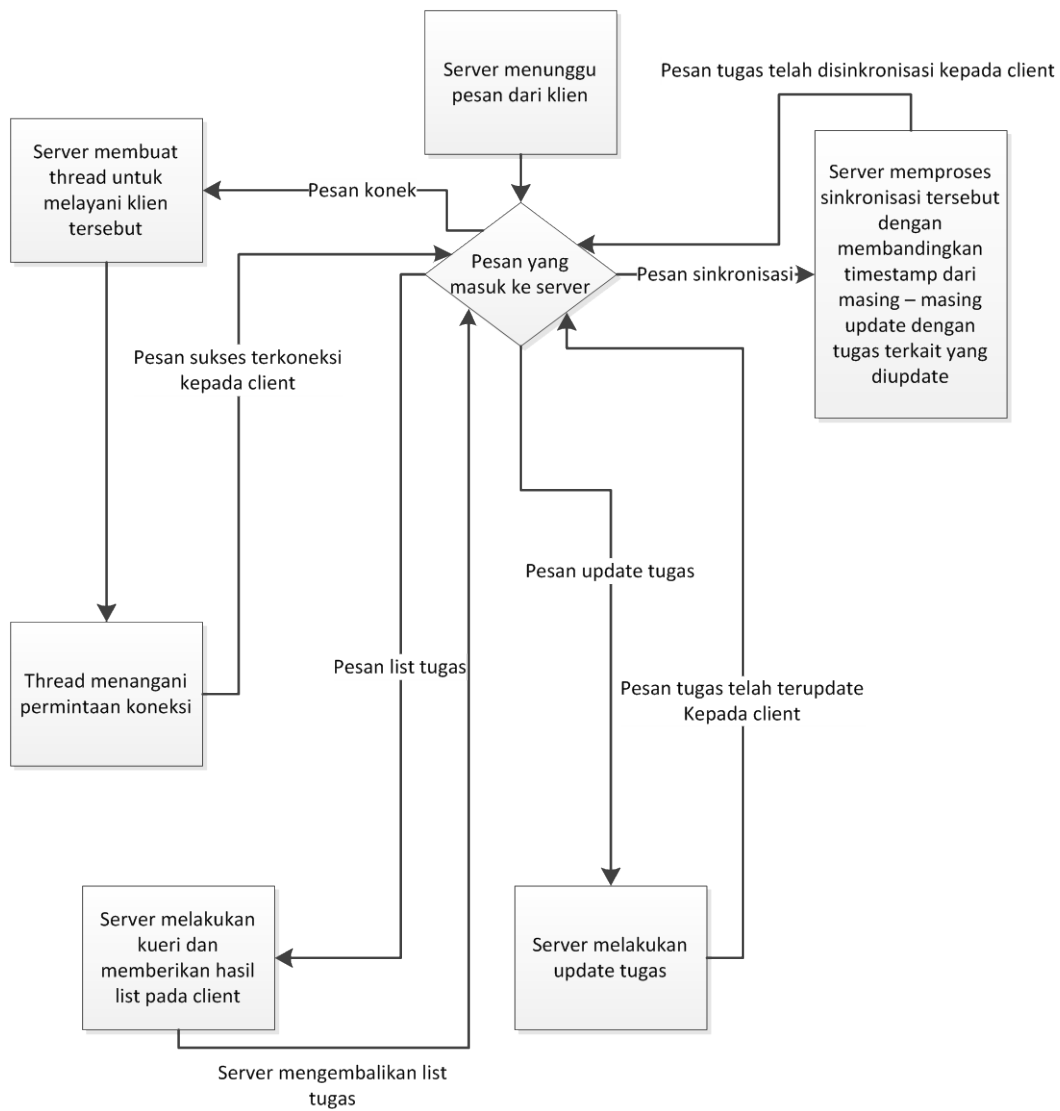 Server menunggu
pesan dari klien
Pesan tugas telah disinkronisasi kepada client
Server membuat
thread untuk
melayani klien
tersebut
Pesan konek
Server memproses
sinkronisasi tersebut
dengan
membandingkan
timestamp dari
masing – masing
update dengan
tugas terkait yang
diupdate
Pesan yang
masuk ke server
Pesan sinkronisasi
Pesan sukses terkoneksi
kepada client
Pesan update tugas
Pesan list tugas
Thread menangani
permintaan koneksi
Pesan tugas telah terupdate
Kepada client
Server melakukan
kueri dan
memberikan hasil
list pada client
Server melakukan
update tugas
Server mengembalikan list
tugas